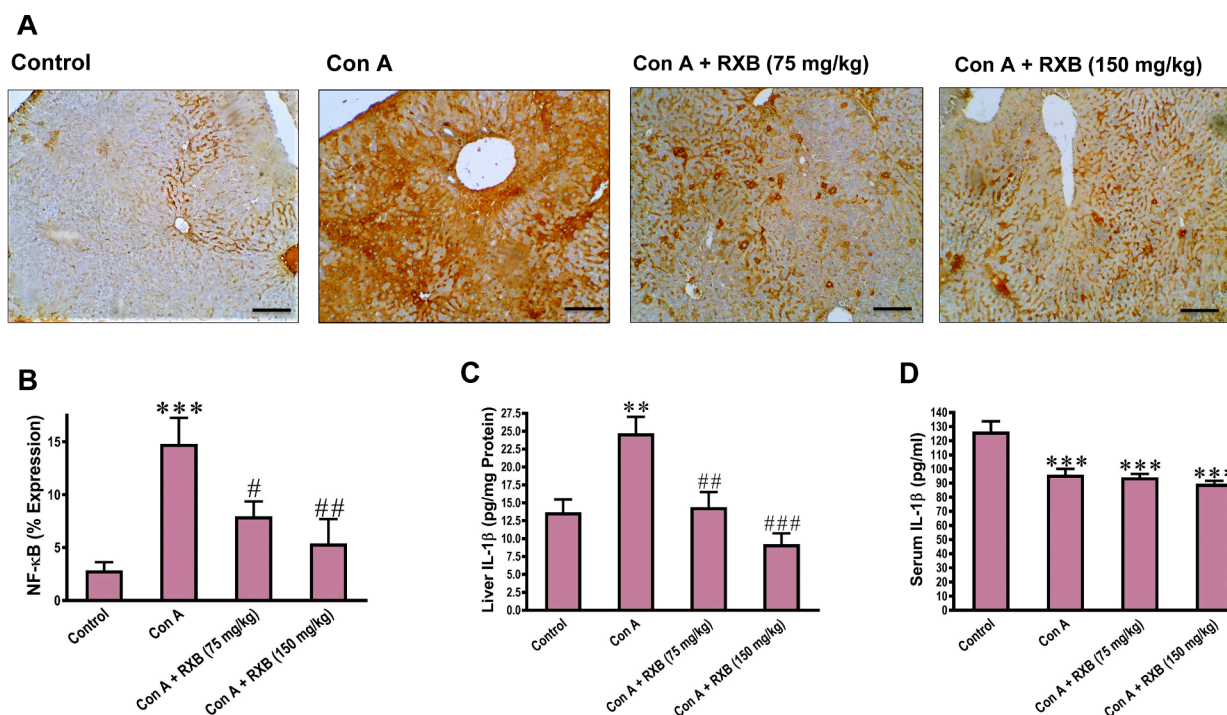 A
Control
Con A
Con A + RXB (75 mg/kg)
Con A + RXB (150 mg/kg)
B
NF-κB (% Expression)
15
10
5
0
***
#
##
Control
Con A
Con A + RXB (75 mg/kg)
Con A + RXB (150 mg/kg)
C
Liver IL-1β (pg/mg Protein)
27.5
25.0
22.5
20.0
17.5
15.0
12.5
10.0
7.5
5.0
2.5
0.0
**
##
###
Control
Con A
Con A + RXB (75 mg/kg)
Con A + RXB (150 mg/kg)
D
Serum IL-1β (pg/ml)
140
130
120
110
100
90
80
70
60
50
40
30
20
10
0
***
***
***
Control
Con A
Con A + RXB (75 mg/kg)
Con A + RXB (150 mg/kg)